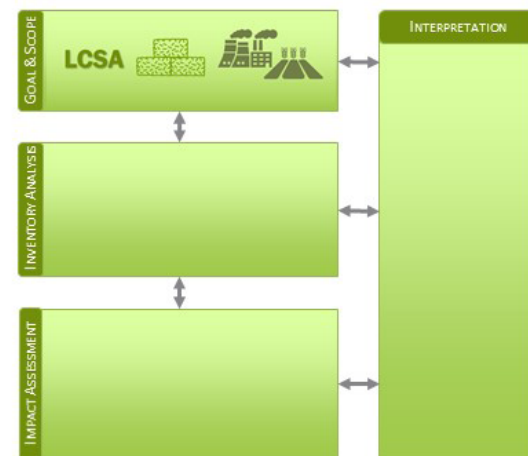 GOAL & SCOPE
LCSA
INTERPRETATION
INVENTORY ANALYSIS
IMPACT ASSESSMENT